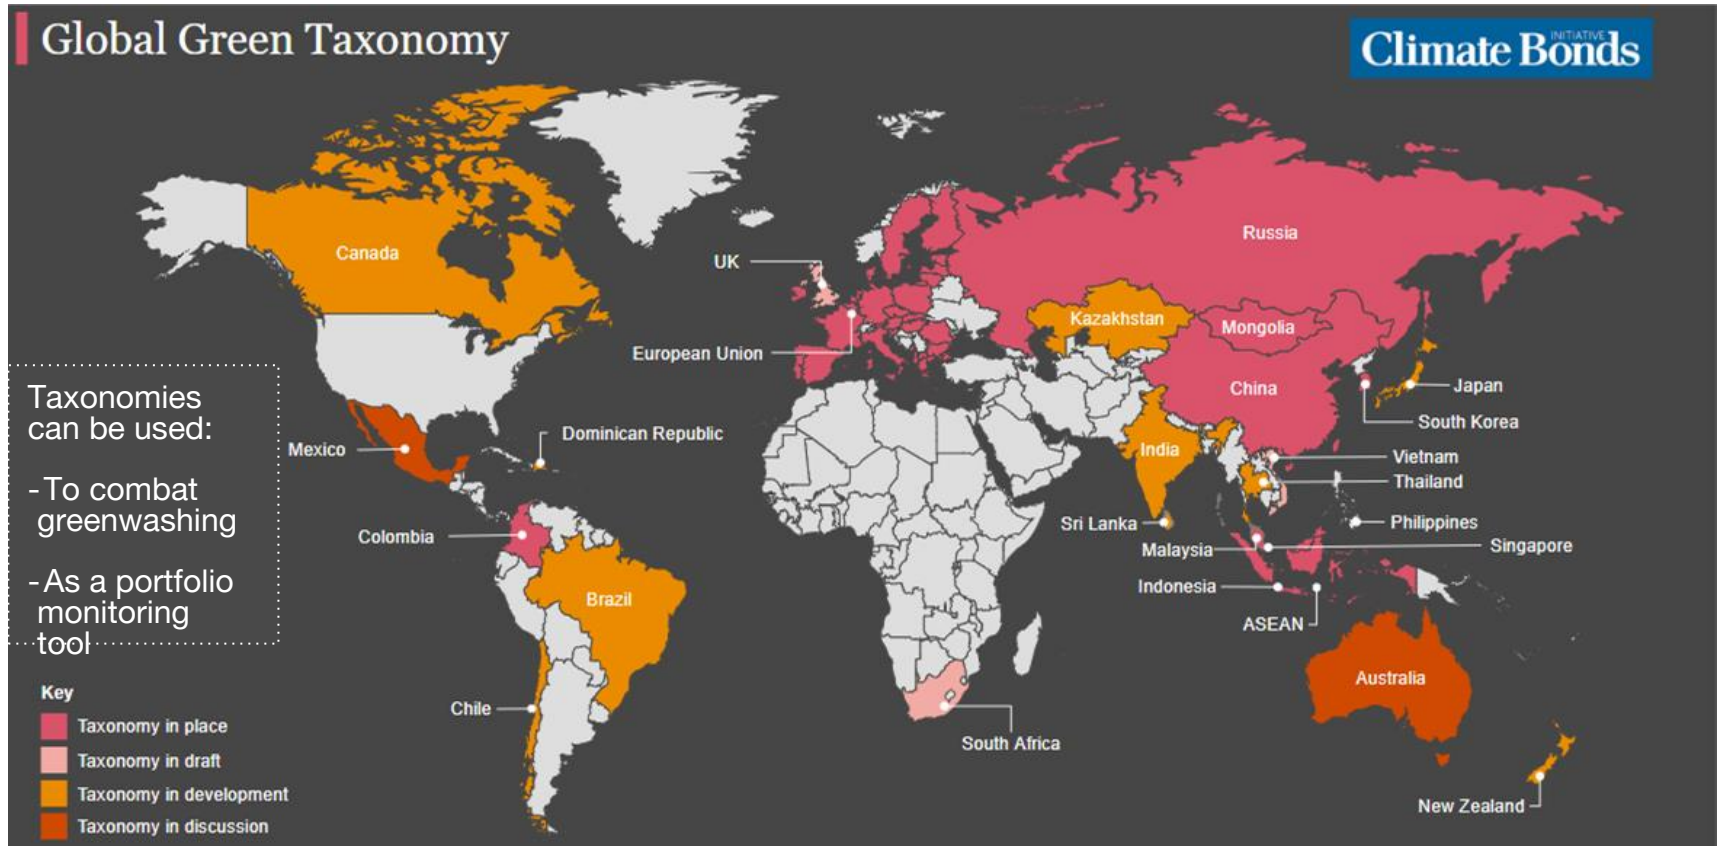 Global Green Taxonomy
INITIATIVE
Climate Bonds
Canada
Russia
UK
Kazakhstan
Mongolia
European Union
China
Japan
South Korea
Taxonomies
can be used:
- To combat
greenwashing
- As a portfolio
monitoring
tool
Mexico
Dominican Republic
India
Vietnam
Thailand
Colombia
Sri Lanka
Philippines
Malaysia
Singapore
Indonesia
Brazil
ASEAN
Australia
Chile
South Africa
New Zealand
Key
Taxonomy in place
Taxonomy in draft
Taxonomy in development
Taxonomy in discussion